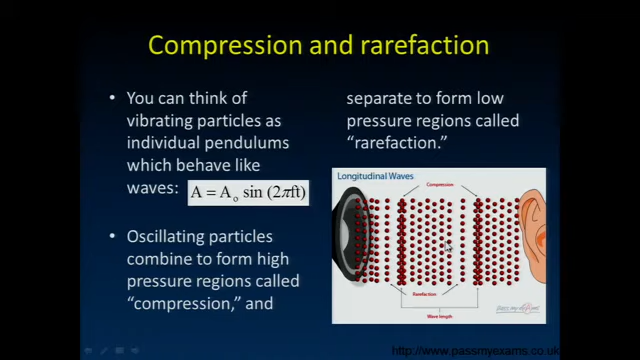 Compression and rarefaction
• You can think of
vibrating particles as
individual pendulums
which behave like
waves: A = Aₒ sin (2πft)
• Oscillating particles
combine to form high
pressure regions called
“compression,” and
separate to form low
pressure regions called
“rarefaction.”
Longitudinal Waves
Compression
Rarefaction
Wave length
http://www.passmyexams.co.uk